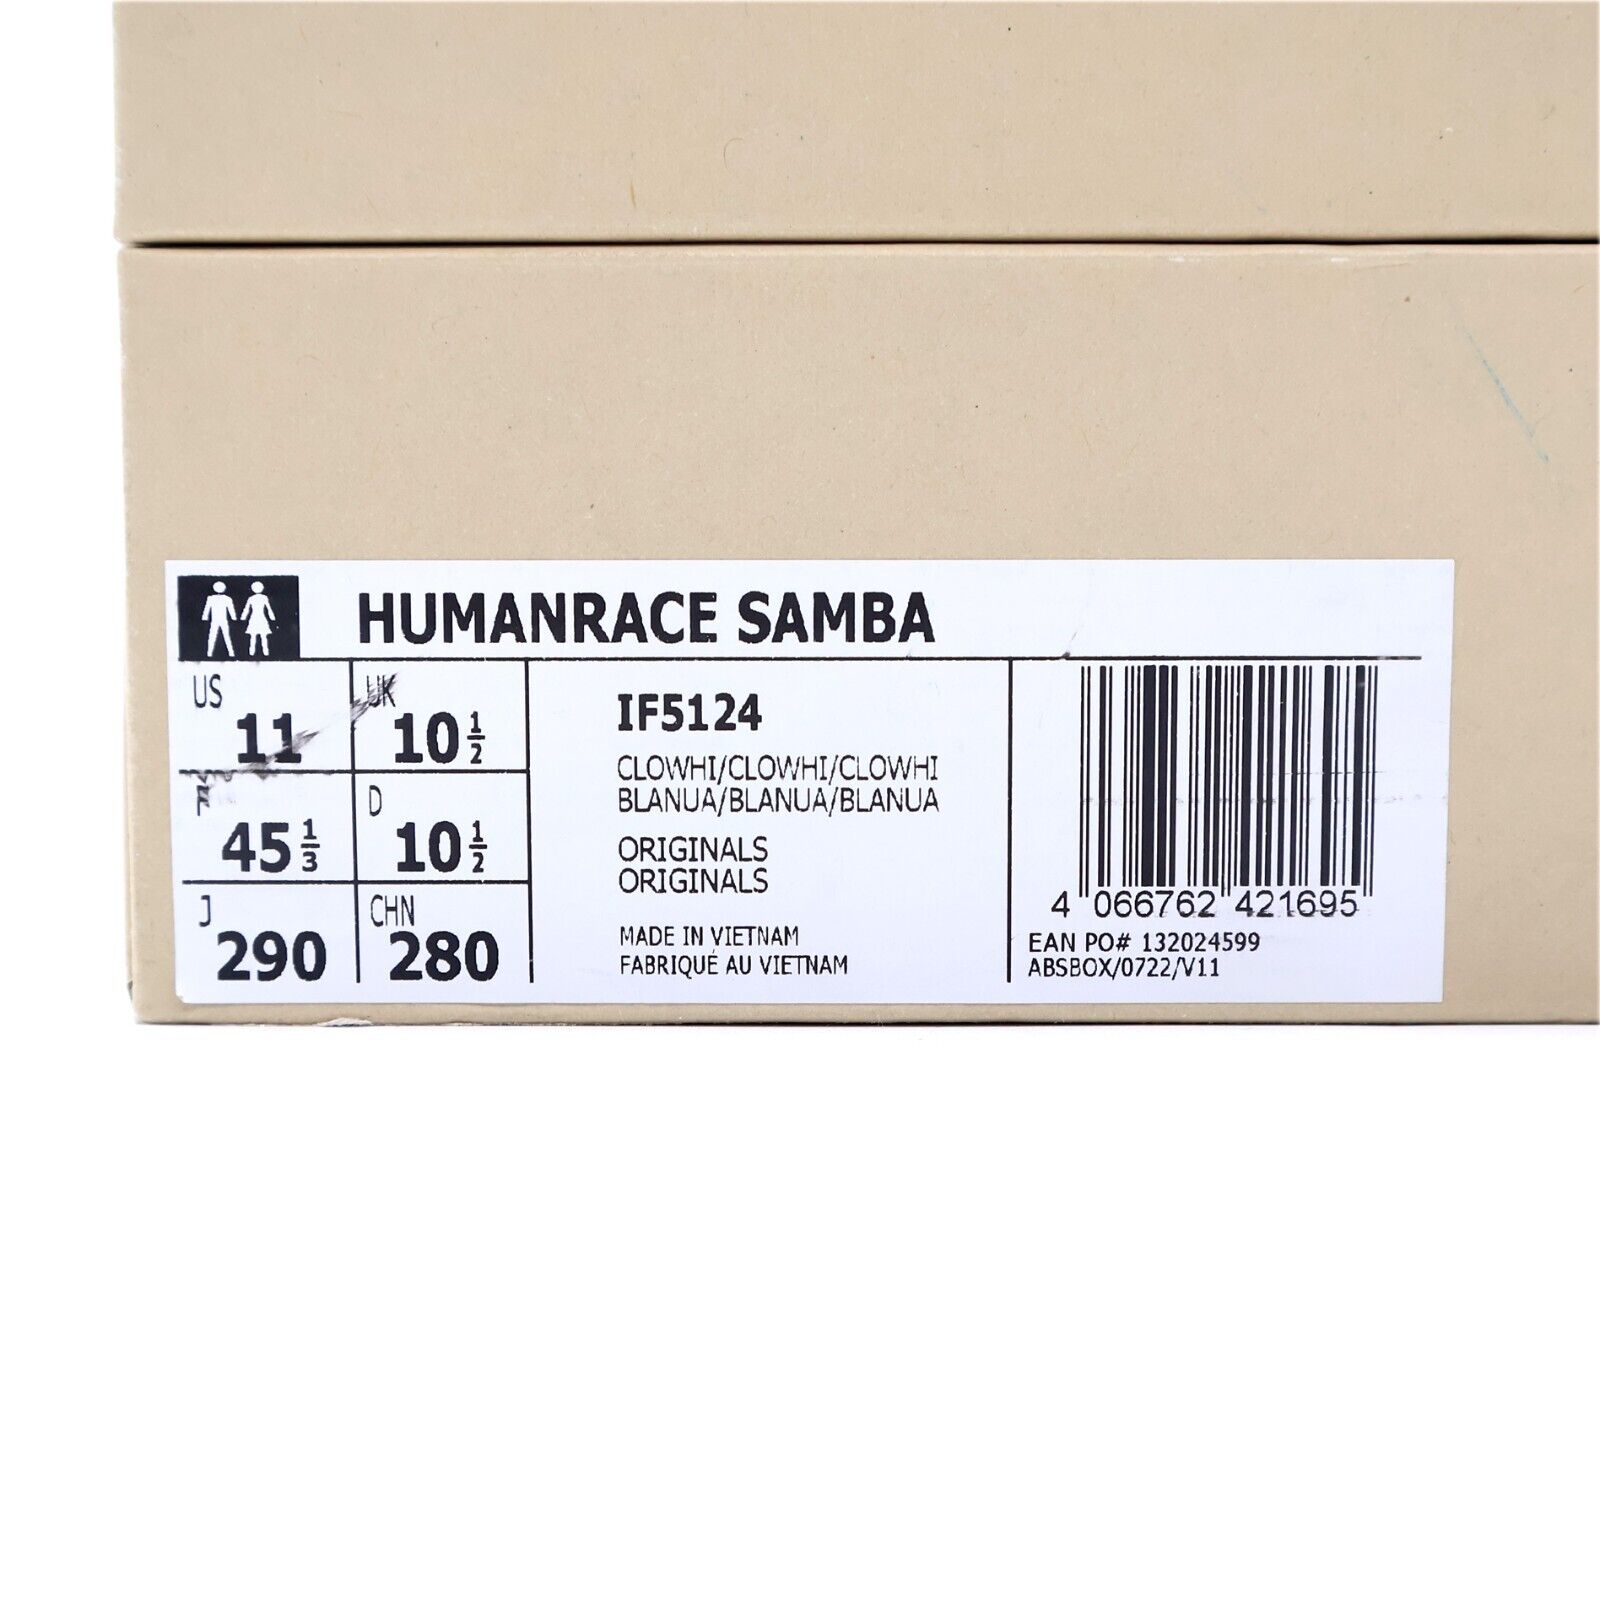 HUMANRACE SAMBA
US
11
UK
10 1/2
F
45 1/3
D
10 1/2
J
290
CHN
280
IF5124
CLOWHI/CLOWHI/CLOWHI
BLANUA/BLANUA/BLANUA
ORIGINALS
ORIGINALS
MADE IN VIETNAM
FABRIQUÉ AU VIETNAM
4 066762 421695
EAN PO# 132024599
ABSBOX/0722/V11